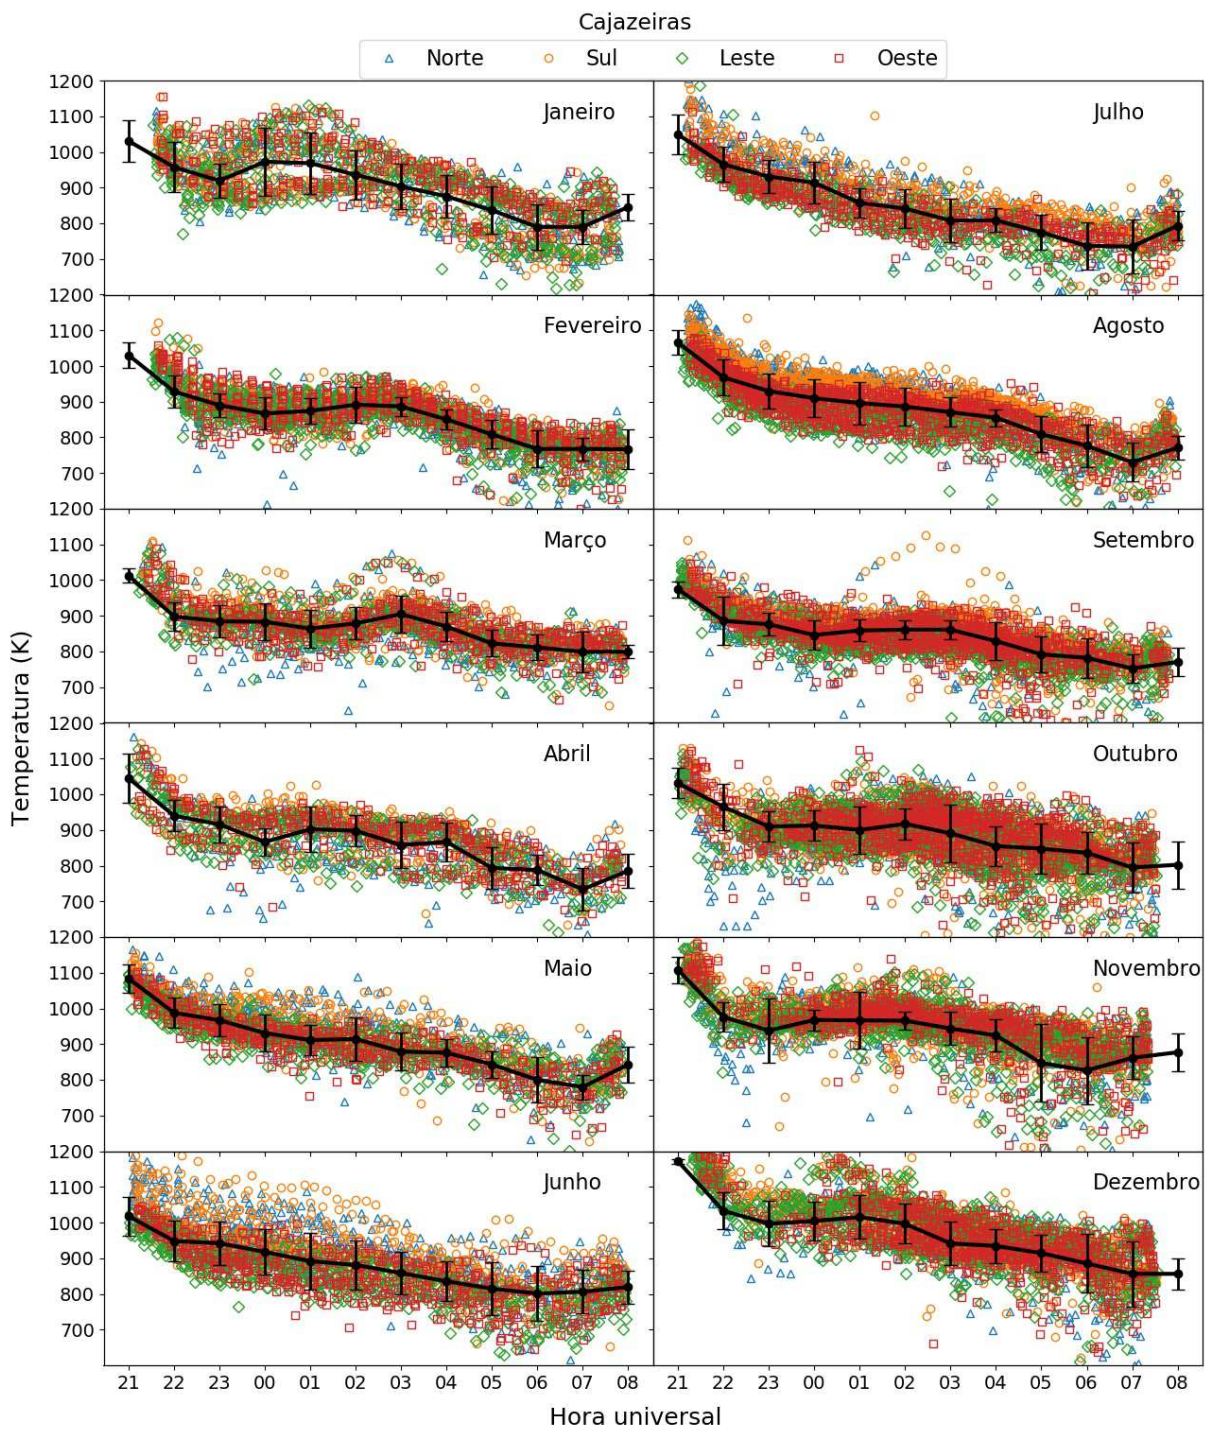 Cajazeiras
Norte Sul Leste Oeste
1200
1100
1000
900
800
700
Janeiro
Julho
1200
1100
1000
900
800
700
Fevereiro
Agosto
1200
1100
1000
900
800
700
Março
Setembro
1200
1100
1000
900
800
700
Abril
Outubro
1200
1100
1000
900
800
700
Maio
Novembro
1200
1100
1000
900
800
700
Junho
Dezembro
Temperatura (K)
21 22 23 00 01 02 03 04 05 06 07 08
21 22 23 00 01 02 03 04 05 06 07 08
Hora universal